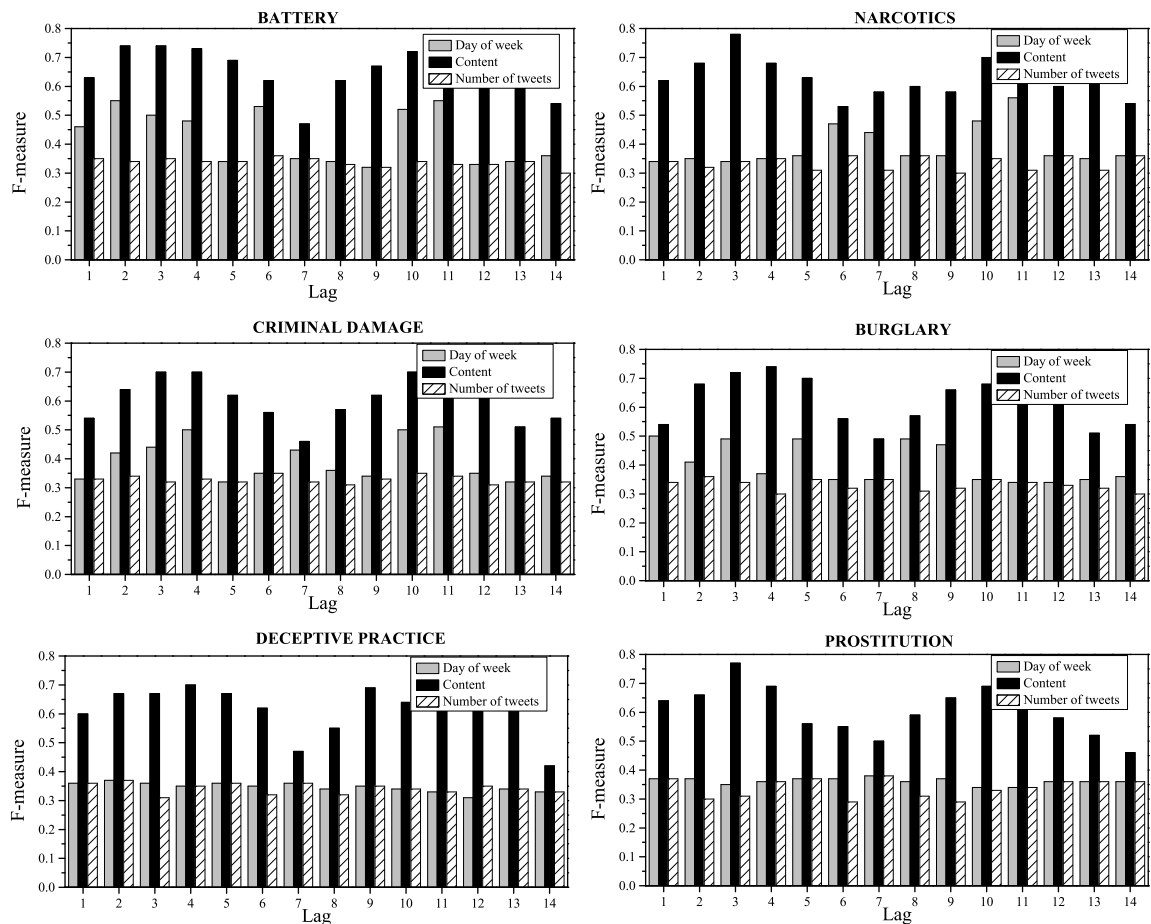 BATTERY
Day of week
Content
Number of tweets
F-measure
0.8
0.7
0.6
0.5
0.4
0.3
0.2
0.1
0.0
1 2 3 4 5 6 7 8 9 10 11 12 13 14
Lag
NARCOTICS
Day of week
Content
Number of tweets
F-measure
0.8
0.7
0.6
0.5
0.4
0.3
0.2
0.1
0.0
1 2 3 4 5 6 7 8 9 10 11 12 13 14
Lag
CRIMINAL DAMAGE
Day of week
Content
Number of tweets
F-measure
0.8
0.7
0.6
0.5
0.4
0.3
0.2
0.1
0.0
1 2 3 4 5 6 7 8 9 10 11 12 13 14
Lag
BURGLARY
Day of week
Content
Number of tweets
F-measure
0.8
0.7
0.6
0.5
0.4
0.3
0.2
0.1
0.0
1 2 3 4 5 6 7 8 9 10 11 12 13 14
Lag
DECEPTIVE PRACTICE
Day of week
Content
Number of tweets
F-measure
0.8
0.7
0.6
0.5
0.4
0.3
0.2
0.1
0.0
1 2 3 4 5 6 7 8 9 10 11 12 13 14
Lag
PROSTITUTION
Day of week
Content
Number of tweets
F-measure
0.8
0.7
0.6
0.5
0.4
0.3
0.2
0.1
0.0
1 2 3 4 5 6 7 8 9 10 11 12 13 14
Lag